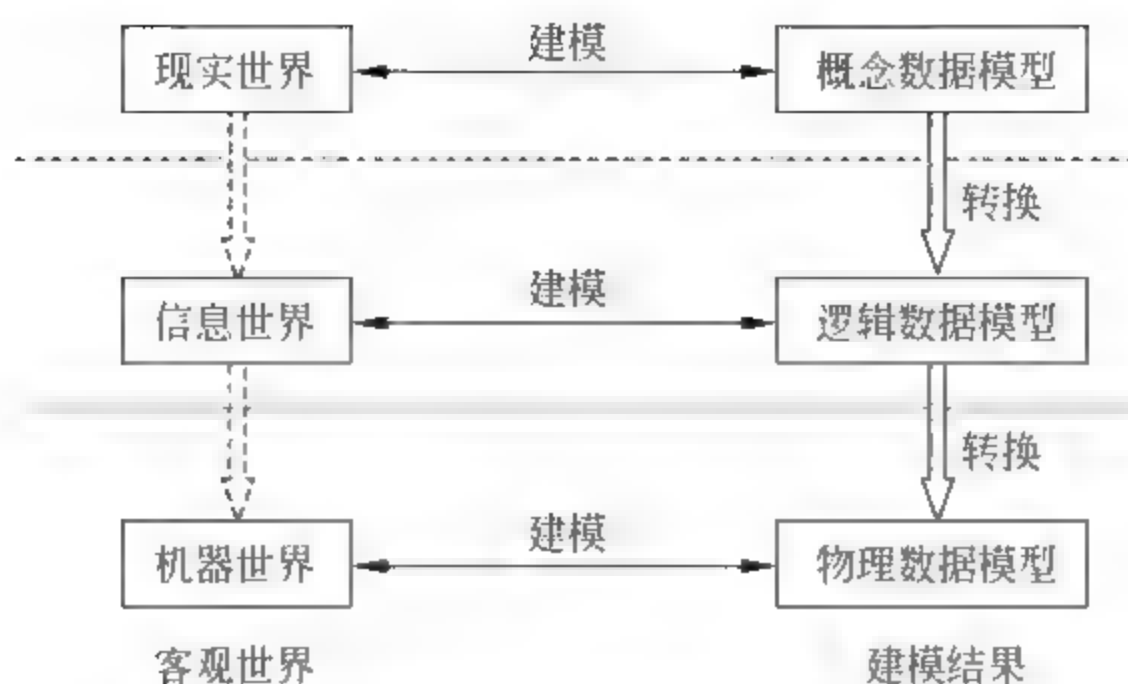 建模
现实世界
概念数据模型
转换
建模
信息世界
逻辑数据模型
转换
建模
机器世界
物理数据模型
客观世界
建模结果